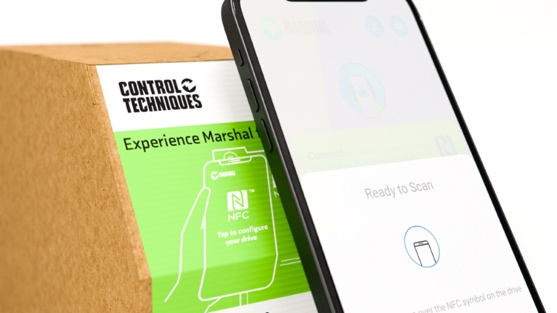 CONTROL
TECHNIQUES
Experience Marshal
NFC
Tap to configure
your drive
Ready to Scan
over the NFC symbol on the drive